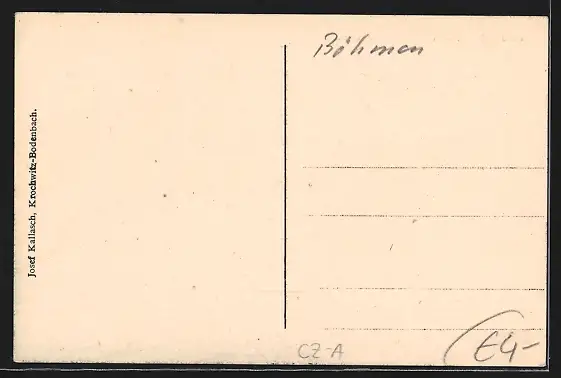 Böhmen
Josef Kallasch, Krochwitz-Bodenbach.
CZ-A
E4-